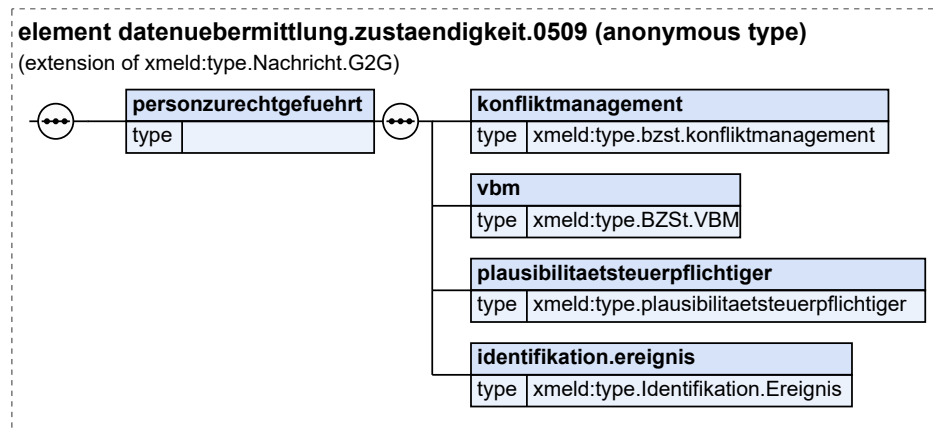 element datenuebermittlung.zustaendigkeit.0509 (anonymous type)
(extension of xmeld:type.Nachricht.G2G)
personzurechtgefuehrt
type
konfliktmanagement
type xmeld:type.bzst.konfliktmanagement
vbm
type xmeld:type.BZSt.VBM
plausibilitaetsteuerpflichtiger
type xmeld:type.plausibilitaetsteuerpflichtiger
identifikation.ereignis
type xmeld:type.Identifikation.Ereignis